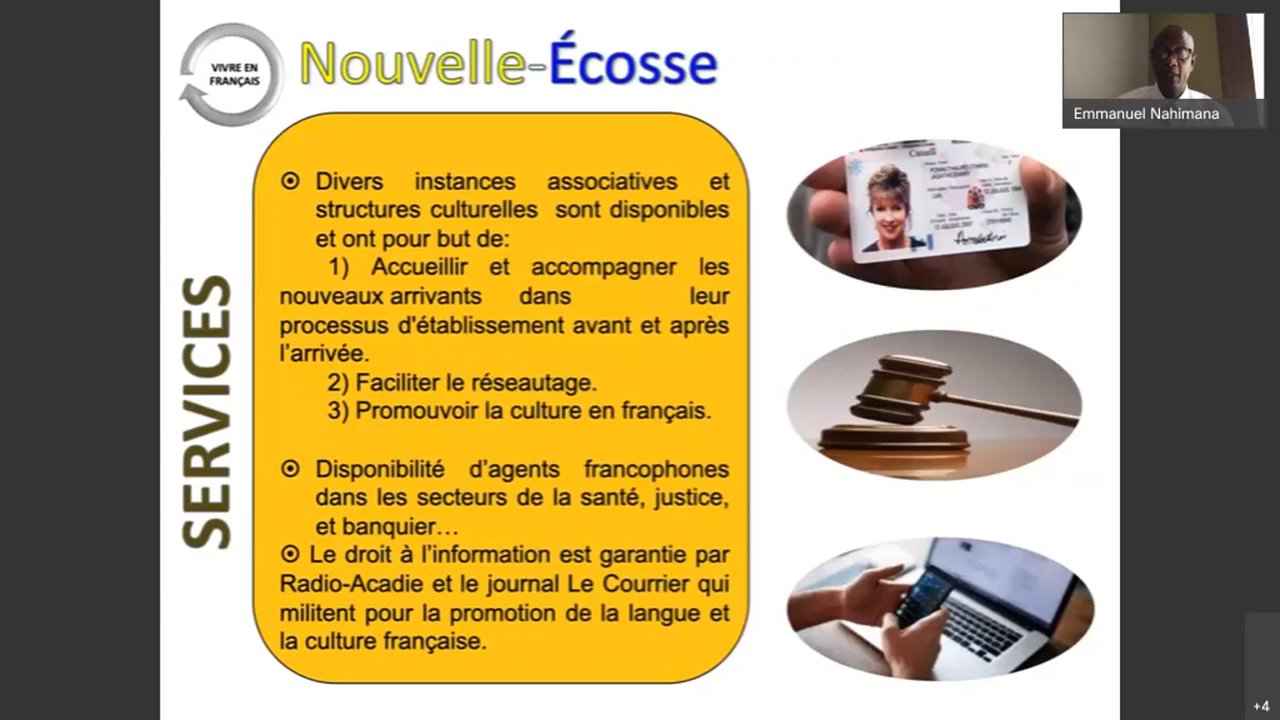 VIVRE EN
FRANÇAIS
Nouvelle-Écosse
Emmanuel Nahimana
SERVICES
Divers instances associatives et
structures culturelles sont disponibles
et ont pour but de:
1) Accueillir et accompagner les
nouveaux arrivants dans leur
processus d'établissement avant et après
l'arrivée.
2) Faciliter le réseautage.
3) Promouvoir la culture en français.
Disponibilité d'agents francophones
dans les secteurs de la santé, justice,
et banquier…
Le droit à l'information est garantie par
Radio-Acadie et le journal Le Courrier qui
militent pour la promotion de la langue et
la culture française.
Canada
+4